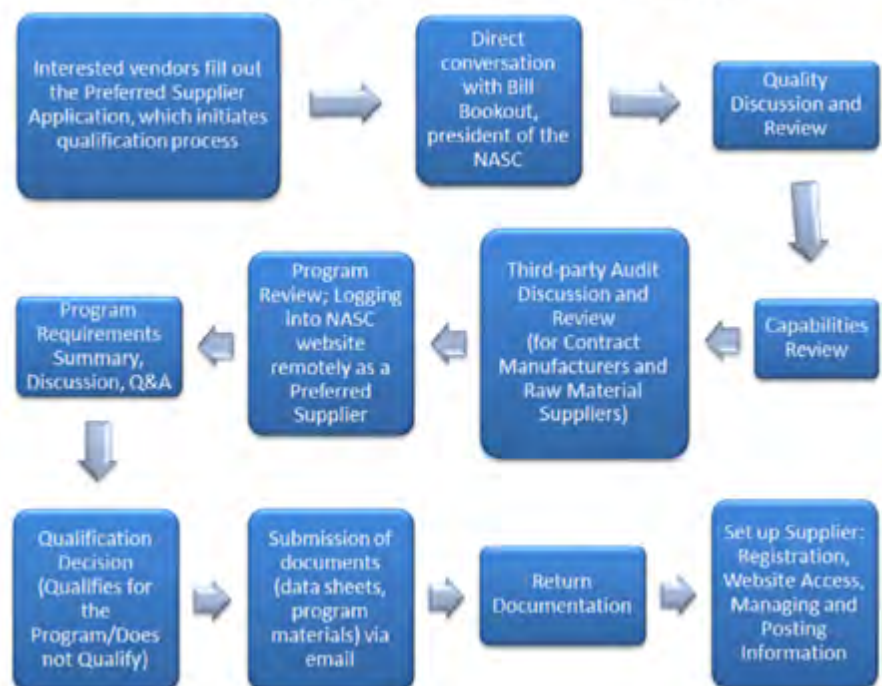 Interested vendors fill out
the Preferred Supplier
Application, which initiates
qualification process
Direct
conversation
with Bill
Bookout,
president of the
NASC
Quality
Discussion and
Review
Capabilities
Review
Third-party Audit
Discussion and
Review
(for Contract
Manufacturers and
Raw Material
Suppliers)
Program
Review; Logging
into NASC
website
remotely as a
Preferred
Supplier
Program
Requirements
Summary,
Discussion, Q&A
Qualification
Decision
(Qualifies for
the
Program/Does
not Qualify)
Submission of
documents
(data sheets,
program
materials) via
email
Return
Documentation
Set up Supplier:
Registration,
Website Access,
Managing and
Posting
Information